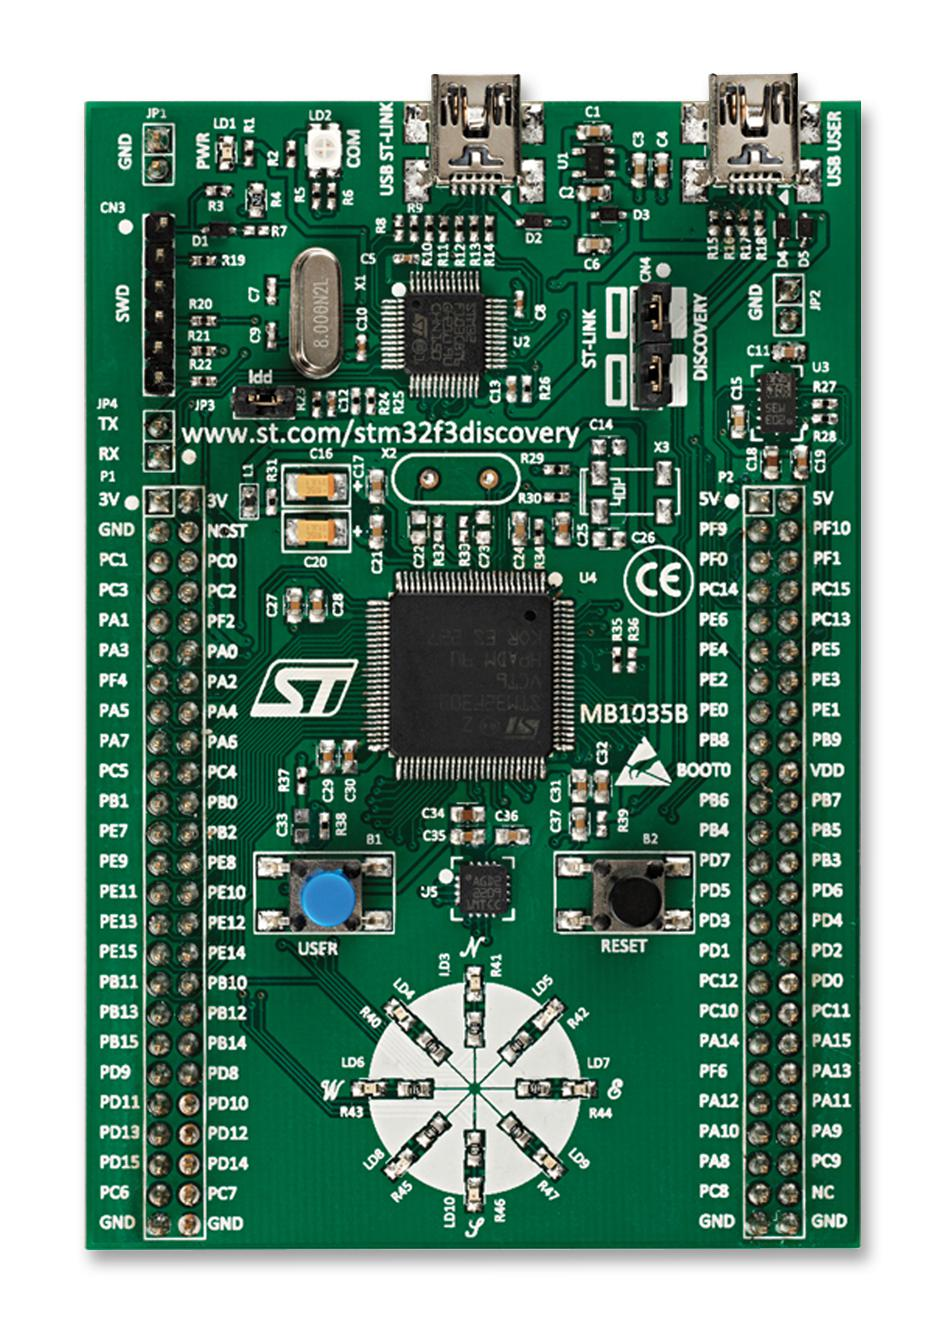 JP1
LD1
R1
LD2
GND
PWR
R2
COM
USB ST-LINK
C1
U1
C3
C4
USB USER
R3
R4
R5
R6
C2
CN3
D1
R7
R8
R9
D2
D3
R10
R11
R12
R13
R14
R15
R16
R17
R18
D4
D5
R19
C5
C6
CN4
SWD
C7
X1
8.000N2L
C8
GND
JP2
R20
R21
R22
C9
C10
U2
ST-LINK
DISCOVERY
C11
U3
JP4
JP3
Idd
R23
C12
R24
R25
C13
R26
C15
R27
R28
TX
RX
www.st.com/stm32f3discovery
C14
C18
C19
P1
L1
R31
C16
C17
X2
R29
R30
X3
P2
3V 3V
5V 5V
GND NRST
PF9 PF10
C20
C21
C22
R32
R33
C23
C24
R34
C25
C26
PC1 PC0
PF0 PF1
U4
CE
PC3 PC2
PC14 PC15
C27
C28
PA1 PF2
PE6 PC13
R35
R36
PA3 PA0
PE4 PE5
PF4 PA2
PE2 PE3
ST
PA5 PA4
MB1035B
PE0 PE1
PA7 PA6
PB8 PB9
PC5 PC4
BOOT0 VDD
R37
C29
C30
C31
C32
PB1 PB0
PB6 PB7
PE7 PB2
PB4 PB5
C33
R38
C34
C35
C36
C37
R39
B1
B2
PE9 PE8
PD7 PB3
PE11 PE10
PD5 PD6
U5
AGD2
2209
PE13 PE12
PD3 PD4
USER
RESET
PE15 PE14
PD1 PD2
N
LD3
R41
PB11 PB10
PC12 PD0
LD4
LD5
PB13 PB12
PC10 PC11
R40
R42
PB15 PB14
PA14 PA15
PD9 PD8
PF6 PA13
LD6
LD7
W
E
R43
R44
PD11 PD10
PA12 PA11
PD13 PD12
PA10 PA9
PD15 PD14
PA8 PC9
LD8
LD9
R45
R47
PC6 PC7
PC8 NC
LD10
R46
S
GND GND
GND GND